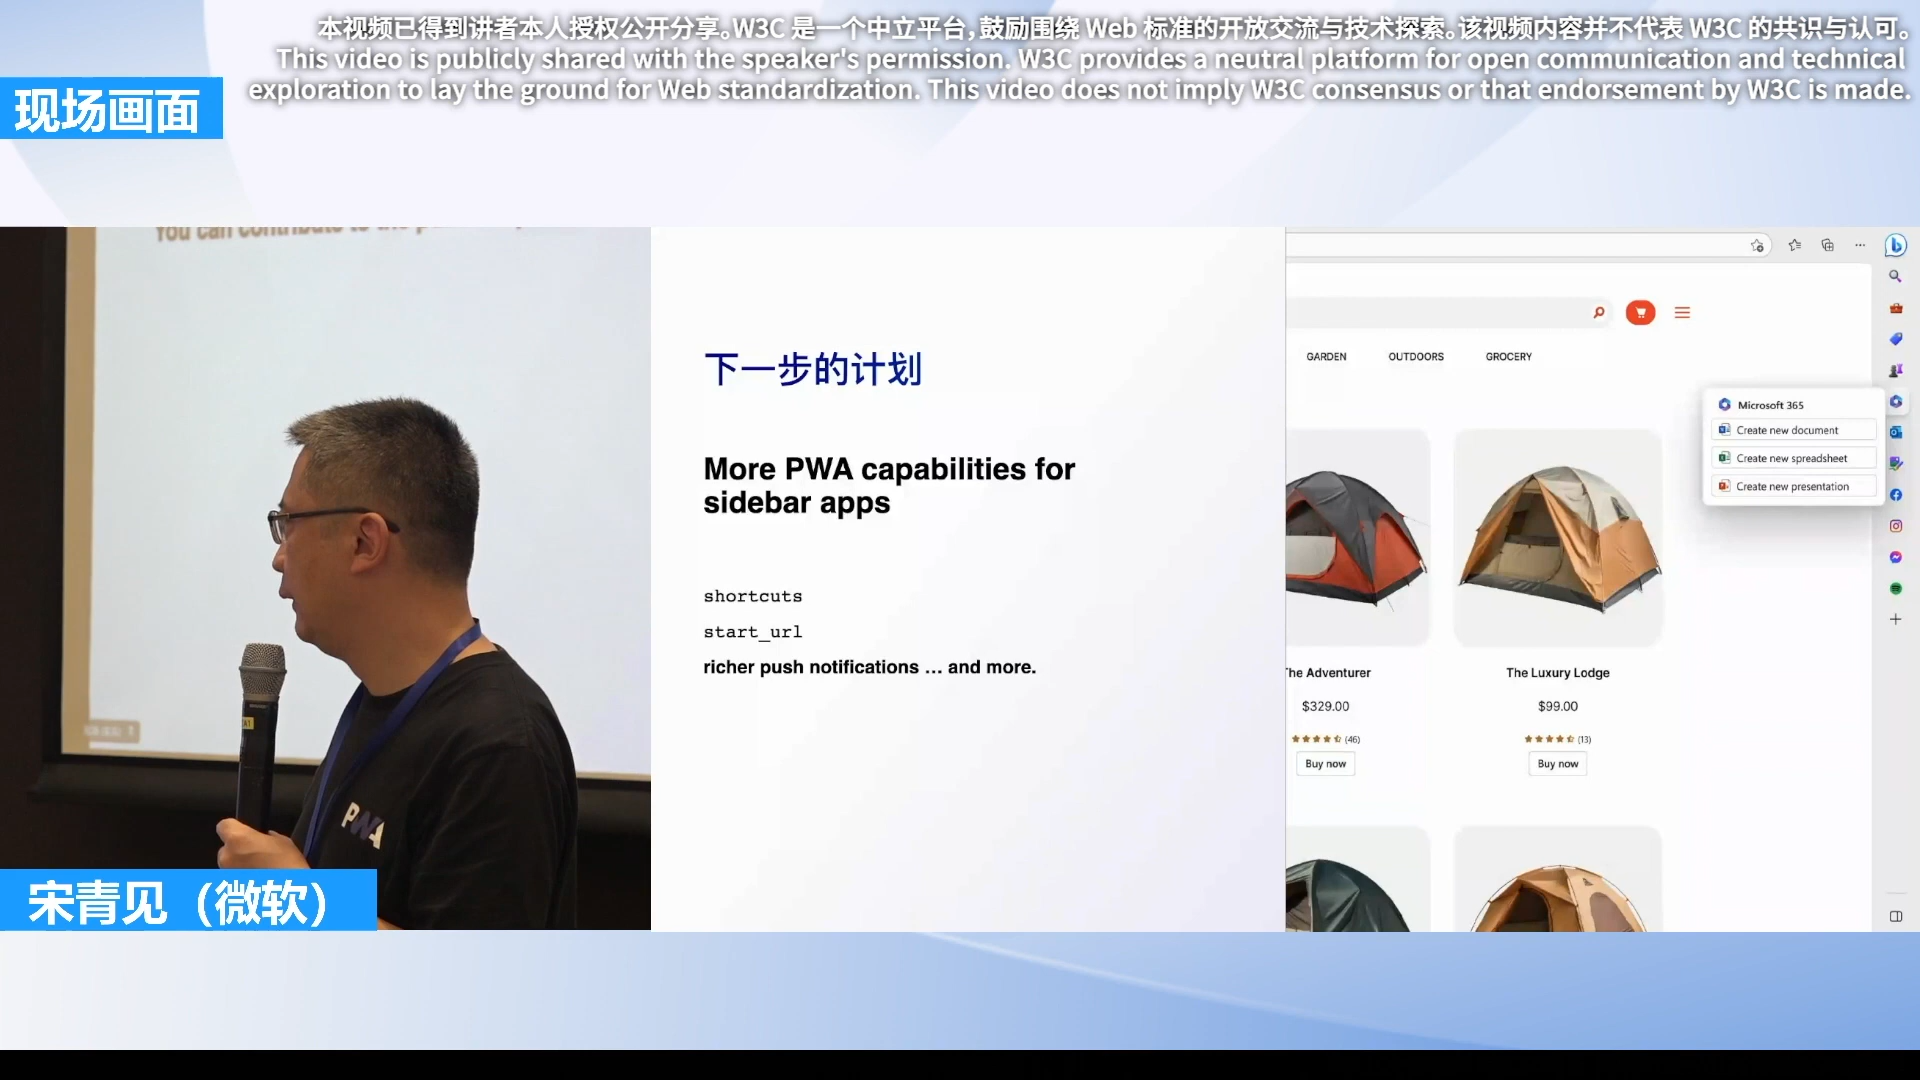 本视频已得到讲者本人授权公开分享。W3C 是一个中立平台，鼓励围绕 Web 标准的开放交流与技术探索。该视频内容并不代表 W3C 的共识与认可。
This video is publicly shared with the speaker's permission. W3C provides a neutral platform for open communication and technical
exploration to lay the ground for Web standardization. This video does not imply W3C consensus or that endorsement by W3C is made.
现场画面
You can contribute to the
PWA
宋青见（微软）
下一步的计划
More PWA capabilities for
sidebar apps
shortcuts
start_url
richer push notifications … and more.
GARDEN OUTDOORS GROCERY
Microsoft 365
Create new document
Create new spreadsheet
Create new presentation
The Adventurer The Luxury Lodge
$329.00 $99.00
(46) (13)
Buy now Buy now